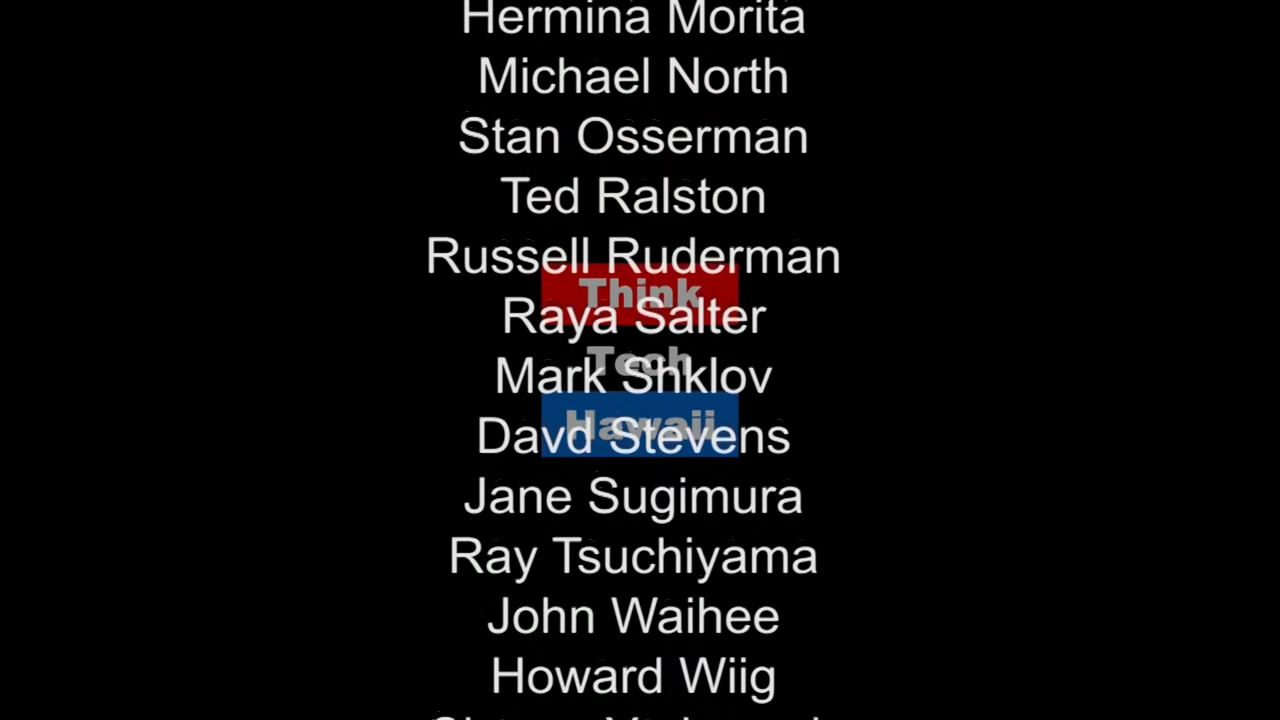 Hermina Morita
Michael North
Stan Osserman
Ted Ralston
Russell Ruderman
Think
Raya Salter
Tech
Mark Shklov
Hawaii
Davd Stevens
Jane Sugimura
Ray Tsuchiyama
John Waihee
Howard Wiig